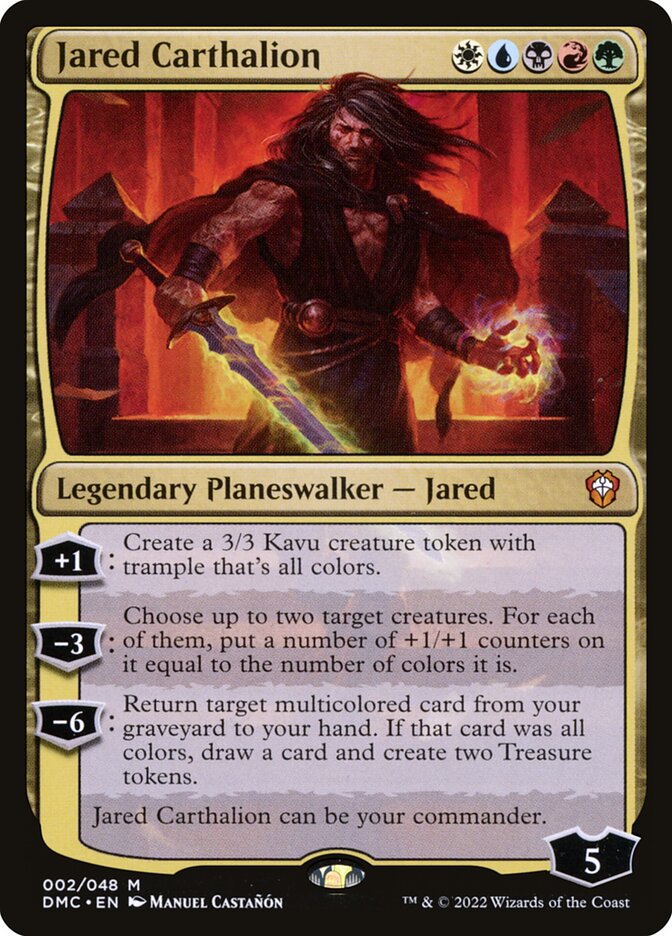 Jared Carthalion
Legendary Planeswalker — Jared
+1 : Create a 3/3 Kavu creature token with
trample that's all colors.
−3 : Choose up to two target creatures. For each
of them, put a number of +1/+1 counters on
it equal to the number of colors it is.
−6 : Return target multicolored card from your
graveyard to your hand. If that card was all
colors, draw a card and create two Treasure
tokens.
Jared Carthalion can be your commander.
5
002/048 M
DMC • EN Manuel Castañón
™ & © 2022 Wizards of the Coast